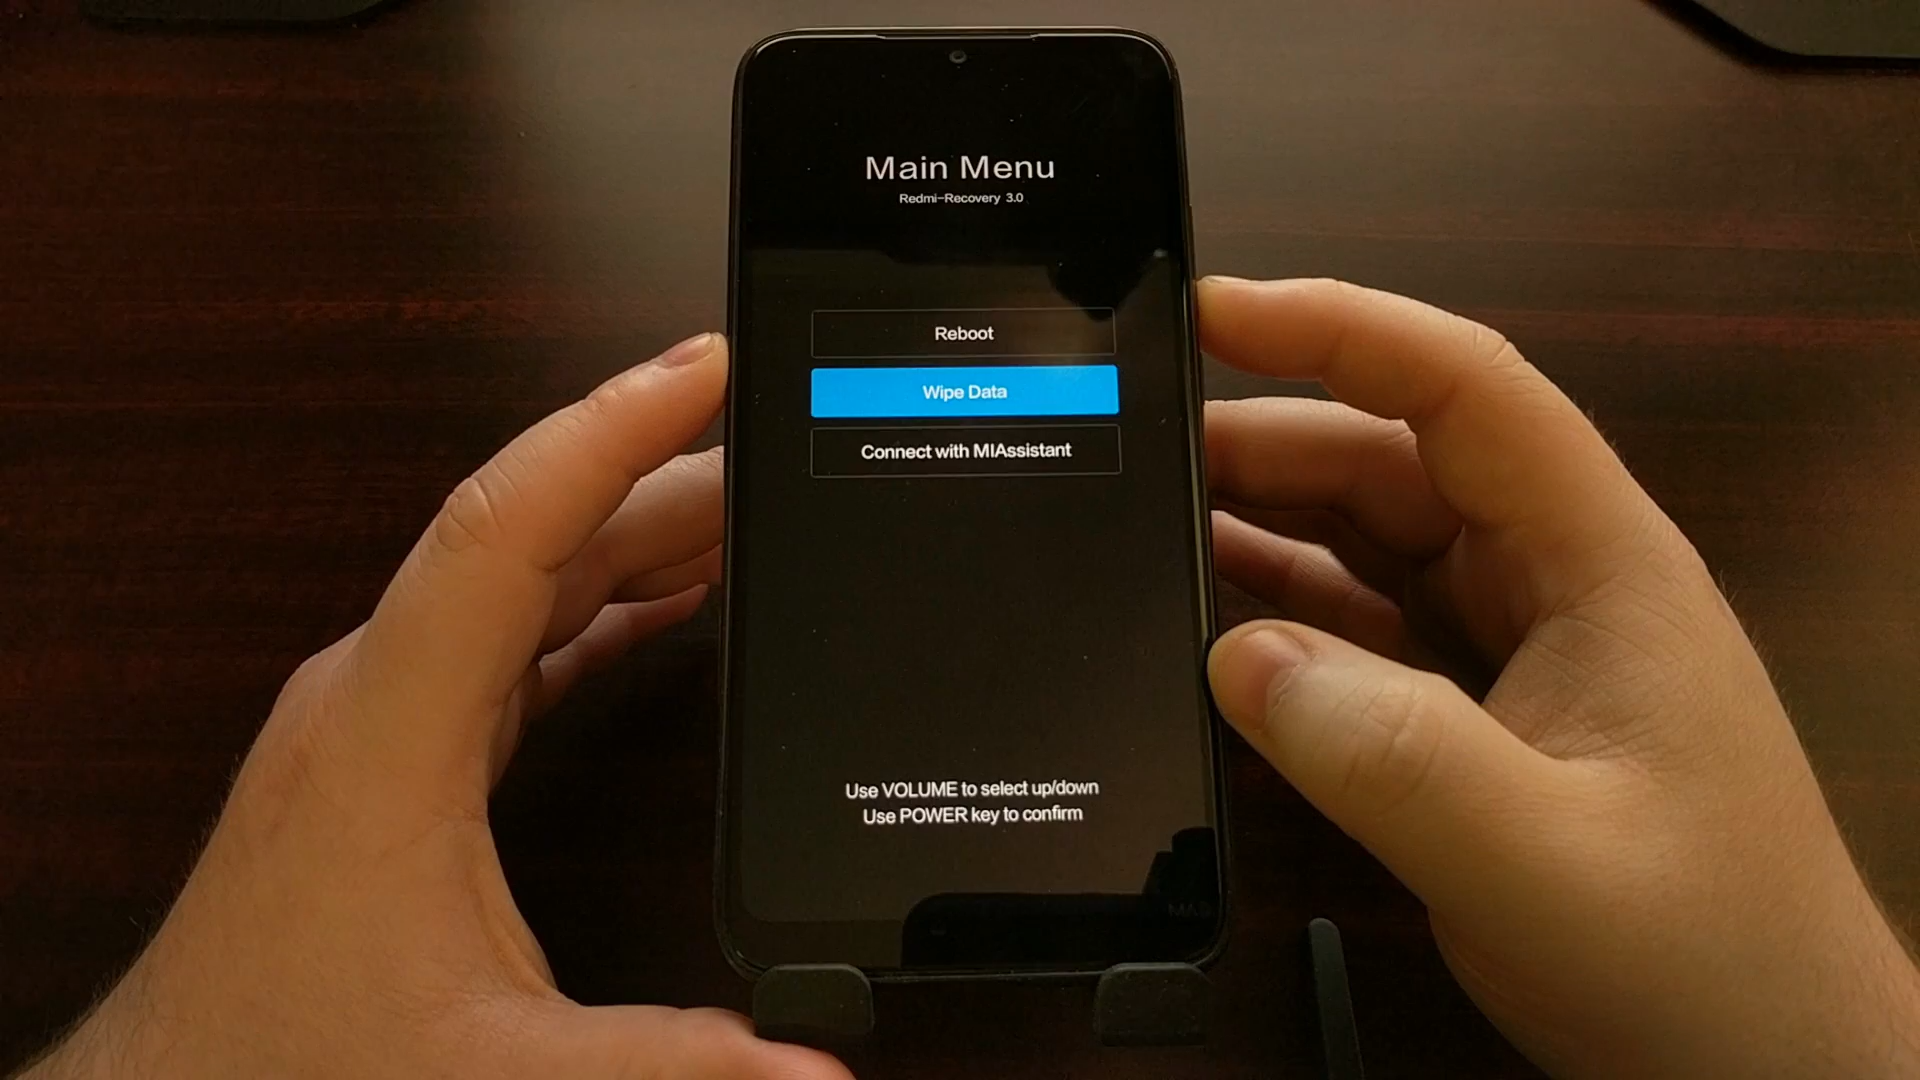 Main Menu
Redmi-Recovery 3.0
Reboot
Wipe Data
Connect with MIAssistant
Use VOLUME to select up/down
Use POWER key to confirm